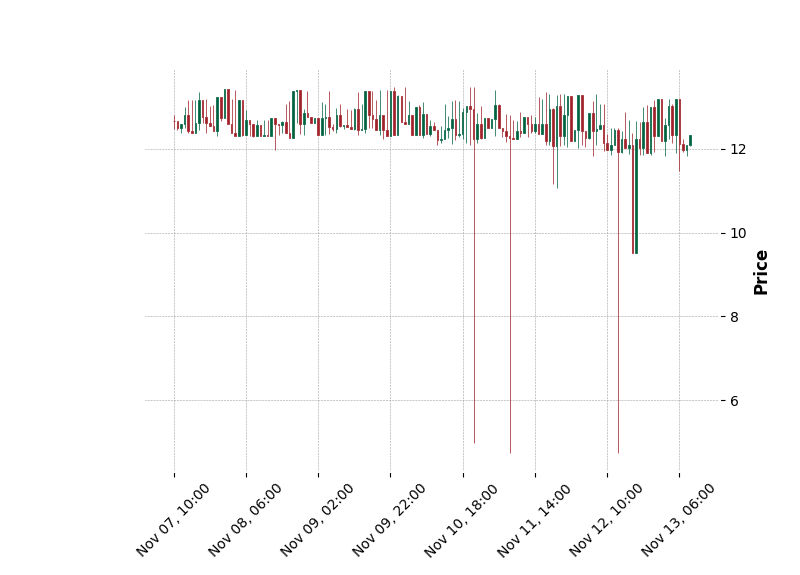 12
10
8
6
Price
Nov 07, 10:00
Nov 08, 06:00
Nov 09, 02:00
Nov 09, 22:00
Nov 10, 18:00
Nov 11, 14:00
Nov 12, 10:00
Nov 13, 06:00